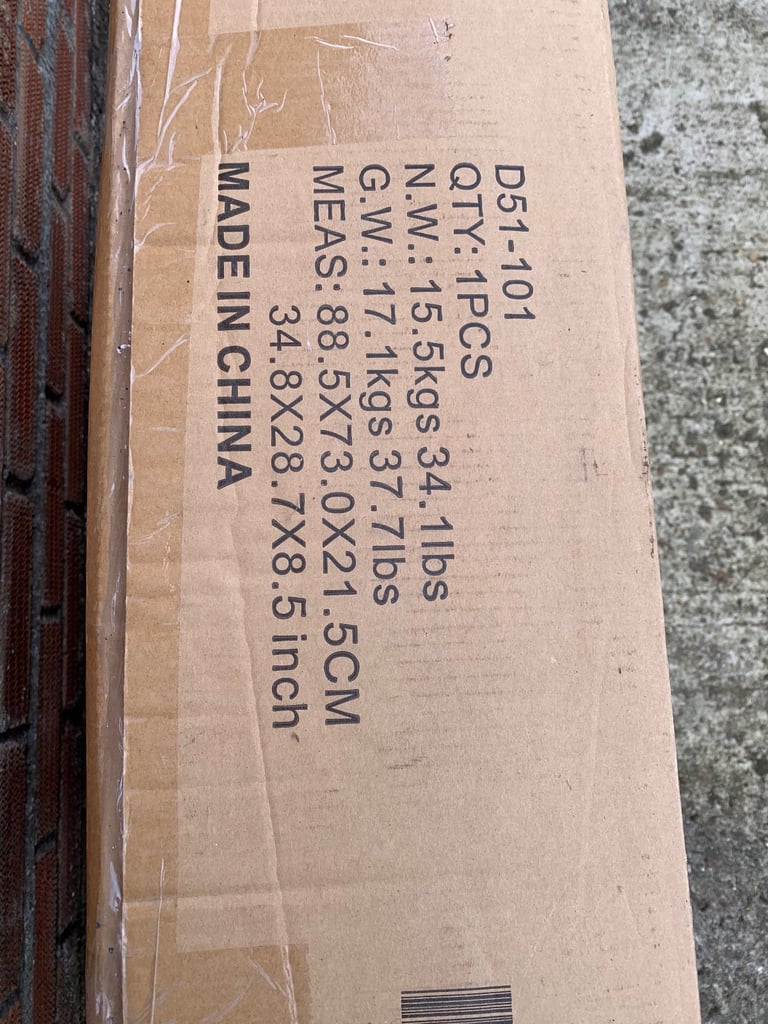 D51-101
QTY: 1PCS
N.W.: 15.5kgs 34.1lbs
G.W.: 17.1kgs 37.7lbs
MEAS: 88.5X73.0X21.5CM
34.8X28.7X8.5 inch
MADE IN CHINA